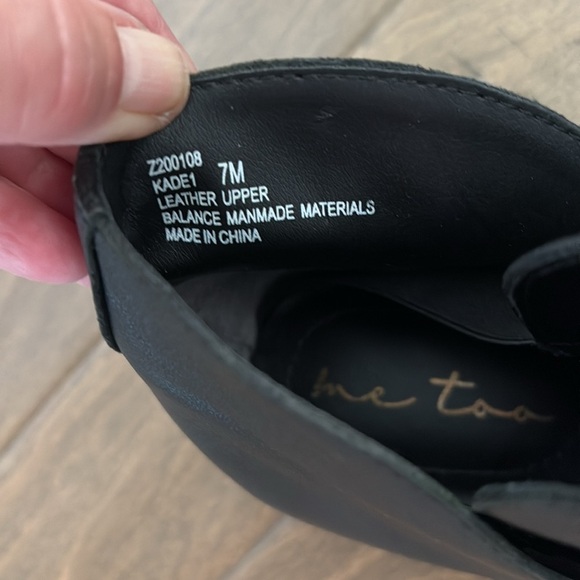 Z200108
KADE1 7M
LEATHER UPPER
BALANCE MANMADE MATERIALS
MADE IN CHINA
me too